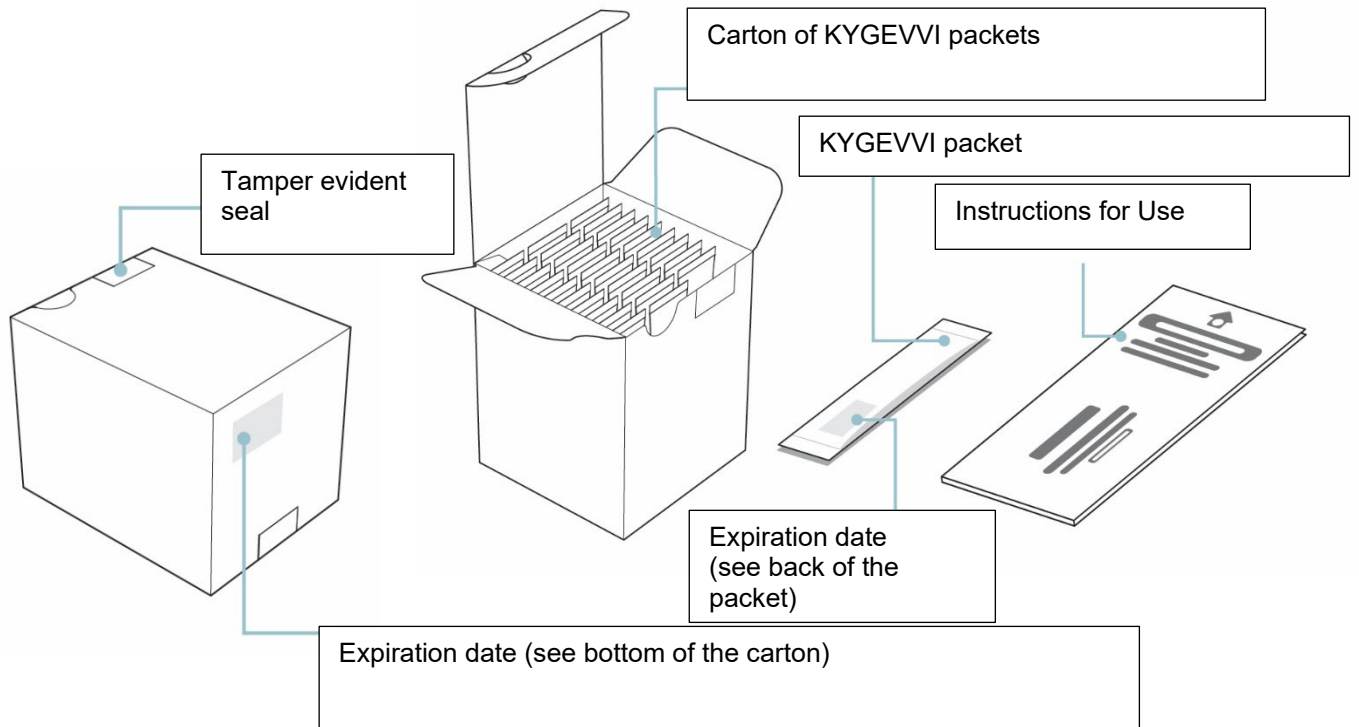 Carton of KYGEVVI packets
KYGEVVI packet
Tamper evident
seal
Instructions for Use
Expiration date
(see back of the
packet)
Expiration date (see bottom of the carton)